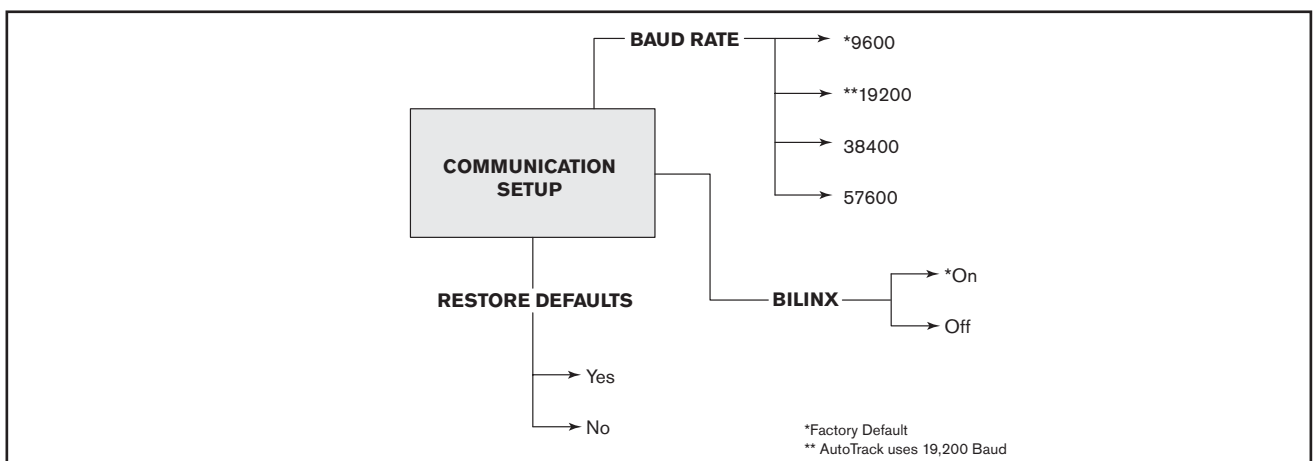 BAUD RATE
*9600
**19200
38400
57600
COMMUNICATION
SETUP
BILINX
*On
Off
RESTORE DEFAULTS
Yes
No
*Factory Default
** AutoTrack uses 19,200 Baud